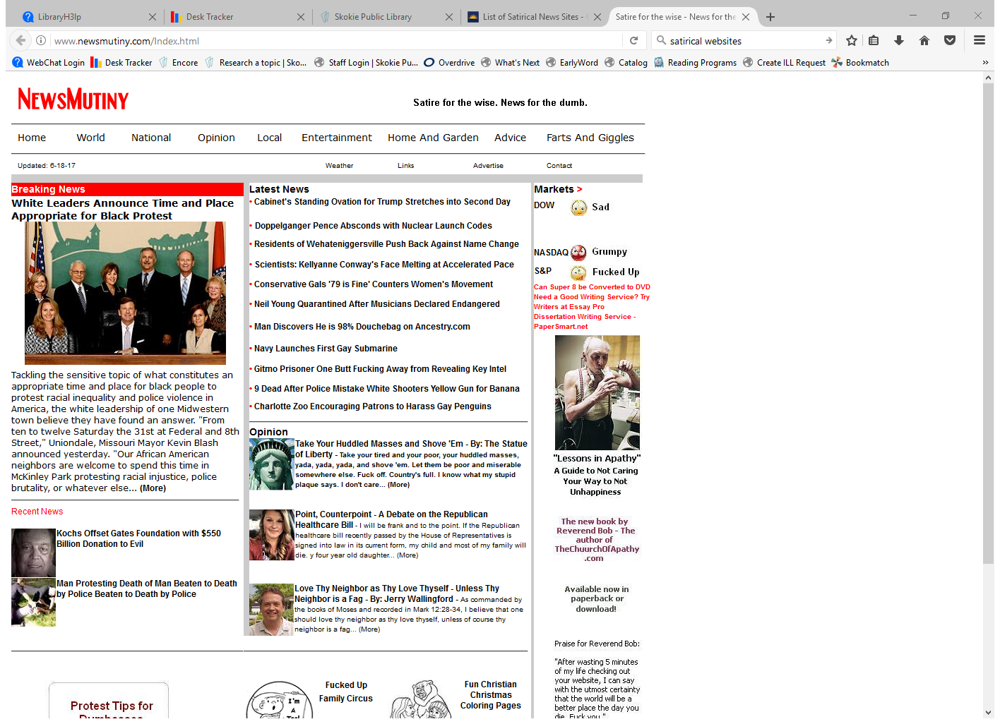 LibraryH3lp
Desk Tracker
Skokie Public Library
List of Satirical News Sites -
Satire for the wise - News for the
www.newsmutiny.com/Index.html
satirical websites
WebChat Login
Desk Tracker
Encore
Research a topic | Sko...
Staff Login | Skokie Pu...
Overdrive
What's Next
EarlyWord
Catalog
Reading Programs
Create ILL Request
Bookmatch
NEWSMUTINY
Satire for the wise. News for the dumb.
Home
World
National
Opinion
Local
Entertainment
Home And Garden
Advice
Farts And Giggles
Updated: 6-18-17
Weather
Links
Advertise
Contact
Breaking News
White Leaders Announce Time and Place
Appropriate for Black Protest
Tackling the sensitive topic of what constitutes an
appropriate time and place for black people to
protest racial inequality and police violence in
America, the white leadership of one Midwestern
town believe they have found an answer. "From
ten to twelve Saturday the 31st at Federal and 8th
Street," Uniondale, Missouri Mayor Kevin Blash
announced yesterday. "Our African American
neighbors are welcome to spend this time in
McKinley Park protesting racial injustice, police
brutality, or whatever else... (More)
Recent News
Kochs Offset Gates Foundation with $550
Billion Donation to Evil
Man Protesting Death of Man Beaten to Death
by Police Beaten to Death by Police
Protest Tips for
Dumbasses
Latest News
• Cabinet's Standing Ovation for Trump Stretches into Second Day
• Doppelganger Pence Absconds with Nuclear Launch Codes
• Residents of Wehateniggersville Push Back Against Name Change
• Scientists: Kellyanne Conway's Face Melting at Accelerated Pace
• Conservative Gals '79 is Fine' Counters Women's Movement
• Neil Young Quarantined After Musicians Declared Endangered
• Man Discovers He is 98% Douchebag on Ancestry.com
• Navy Launches First Gay Submarine
• Gitmo Prisoner One Butt Fucking Away from Revealing Key Intel
• 9 Dead After Police Mistake White Shooters Yellow Gun for Banana
• Charlotte Zoo Encouraging Patrons to Harass Gay Penguins
Opinion
Take Your Huddled Masses and Shove 'Em - By: The Statue
of Liberty - Take your tired and your poor, your huddled masses,
yada, yada, yada, and shove 'em. Let them be poor and miserable
somewhere else. Fuck off. Country's full. I know what my stupid
plaque says. I don't care... (More)
Point, Counterpoint - A Debate on the Republican
Healthcare Bill - I will be frank and to the point. If the Republican
healthcare bill recently passed by the House of Representatives is
signed into law in its current form, my child and most of my family will
die. y four year old daughter... (More)
Love Thy Neighbor as Thy Love Thyself - Unless Thy
Neighbor is a Fag - By: Jerry Wallingford - As commanded by
the books of Moses and recorded in Mark 12:28-34, I believe that one
should love thy neighbor as thy love thyself, unless of course thy
neighbor is a fag... (More)
I'm
A
Fucked Up
Family Circus
Fun Christian
Christmas
Coloring Pages
Markets >
DOW
Sad
NASDAQ
Grumpy
S&P
Fucked Up
Can Super 8 be Converted to DVD
Need a Good Writing Service? Try
Writers at Essay Pro
Dissertation Writing Service -
PaperSmart.net
"Lessons in Apathy"
A Guide to Not Caring
Your Way to Not
Unhappiness
The new book by
Reverend Bob - The
author of
TheChuurchOfApathy
.com
Available now in
paperback or
download!
Praise for Reverend Bob:
"After wasting 5 minutes
of my life checking out
your website, I can say
with the utmost certainty
that the world will be a
better place the day you
die. Fuck you."